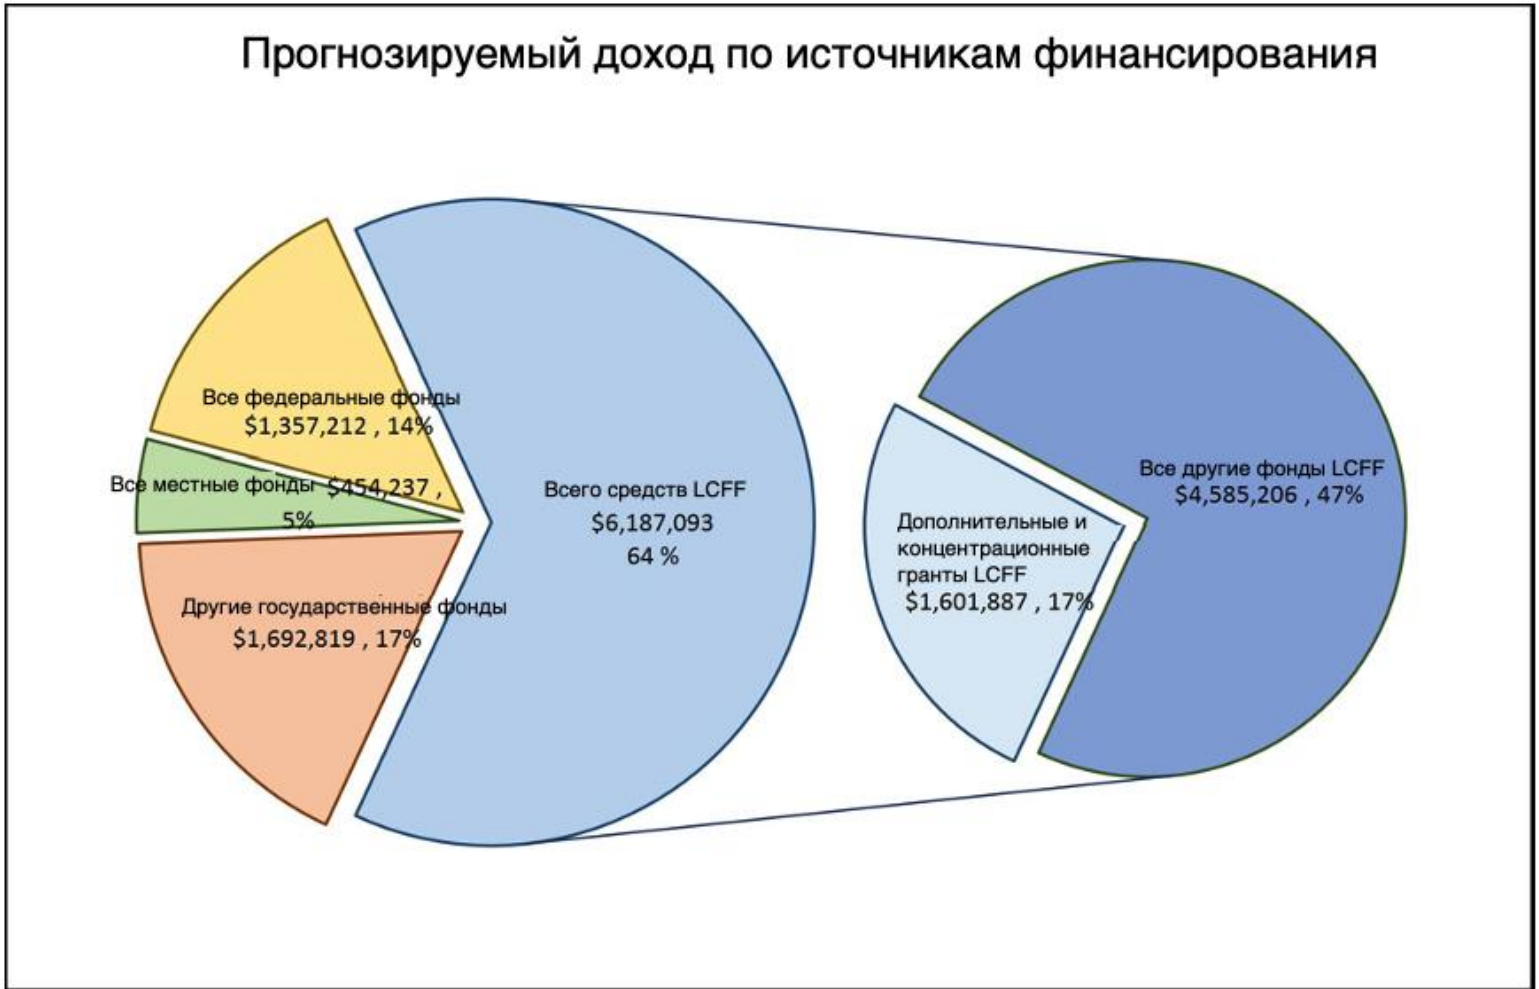 Прогнозируемый доход по источникам финансирования
Все федеральные фонды
$1,357,212 , 14%
Все местные фонды $454,237 ,
5%
Другие государственные фонды
$1,692,819 , 17%
Всего средств LCFF
$6,187,093
64 %
Дополнительные и
концентрационные
гранты LCFF
$1,601,887 , 17%
Все другие фонды LCFF
$4,585,206 , 47%